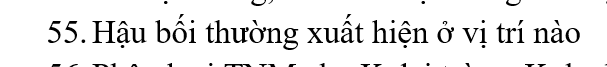 55. Hậu bối thường xuất hiện ở vị trí nào